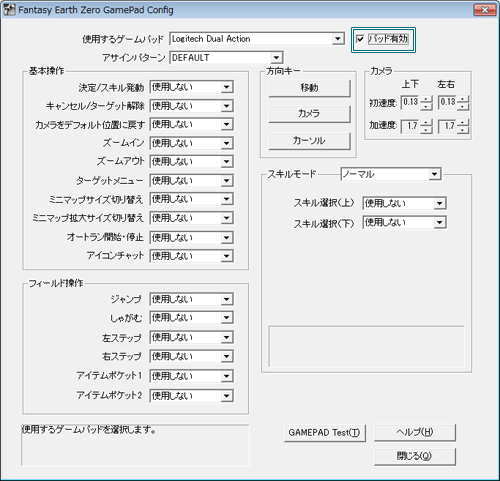 Fantasy Earth Zero GamePad Config
使用するゲームパッド Logitech Dual Action パッド有効
アサインパターン DEFAULT
基本操作
決定/スキル発動 使用しない
キャンセル/ターゲット解除 使用しない
カメラをデフォルト位置に戻す 使用しない
ズームイン 使用しない
ズームアウト 使用しない
ターゲットメニュー 使用しない
ミニマップサイズ切り替え 使用しない
ミニマップ拡大サイズ切り替え 使用しない
オートラン開始・停止 使用しない
アイコンチャット 使用しない
方向キー
移動
カメラ
カーソル
カメラ
上下 左右
初速度: 0.13 0.13
加速度: 1.7 1.7
スキルモード ノーマル
スキル選択(上) 使用しない
スキル選択(下) 使用しない
フィールド操作
ジャンプ 使用しない
しゃがむ 使用しない
左ステップ 使用しない
右ステップ 使用しない
アイテムポケット1 使用しない
アイテムポケット2 使用しない
使用するゲームパッドを選択します。
GAMEPAD Test(T) ヘルプ(H)
閉じる(Q)